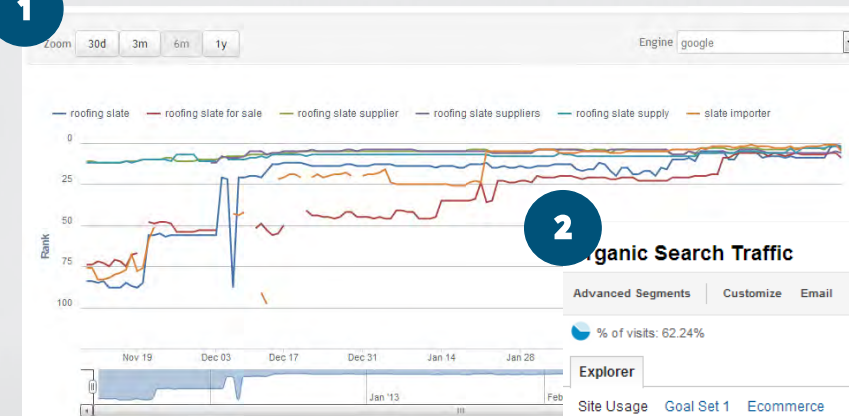 1
Zoom 30d 3m 6m 1y
Engine google
roofing slate roofing slate for sale roofing slate supplier roofing slate suppliers roofing slate supply slate importer
0
25
50
75
100
Rank
Nov 19 Dec 03 Dec 17 Dec 31 Jan 14 Jan 28
Jan '13 Feb
2
rganic Search Traffic
Advanced Segments Customize Email
% of visits: 62.24%
Explorer
Site Usage Goal Set 1 Ecommerce